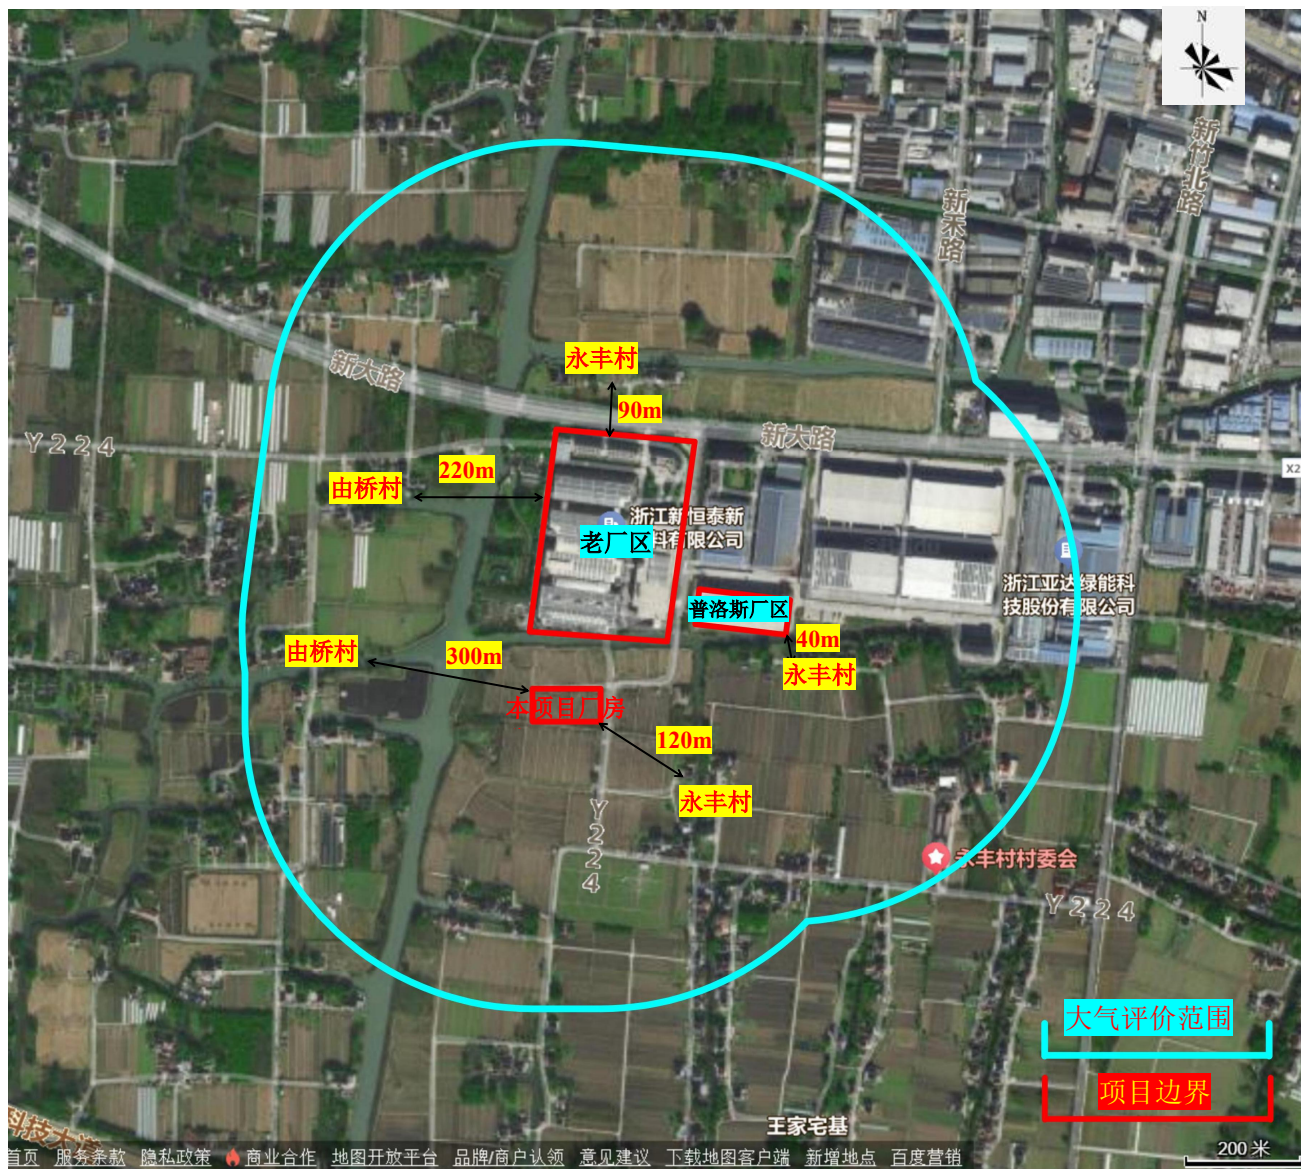 N
新竹北路
新禾路
永丰村
新大路
90m
新大路
Y224
220m
X2
由桥村
浙江新恒泰新
料有限公司
老厂区
浙江亚达绿能科
技股份有限公司
普洛斯厂区
40m
由桥村
300m
永丰村
本项目厂房
120m
永丰村
Y224
永丰村村委会
Y224
大气评价范围
项目边界
王家宅基
科技大道
200 米
首页 服务条款 隐私政策 商业合作 地图开放平台 品牌/商户认领 意见建议 下载地图客户端 新增地点 百度营销